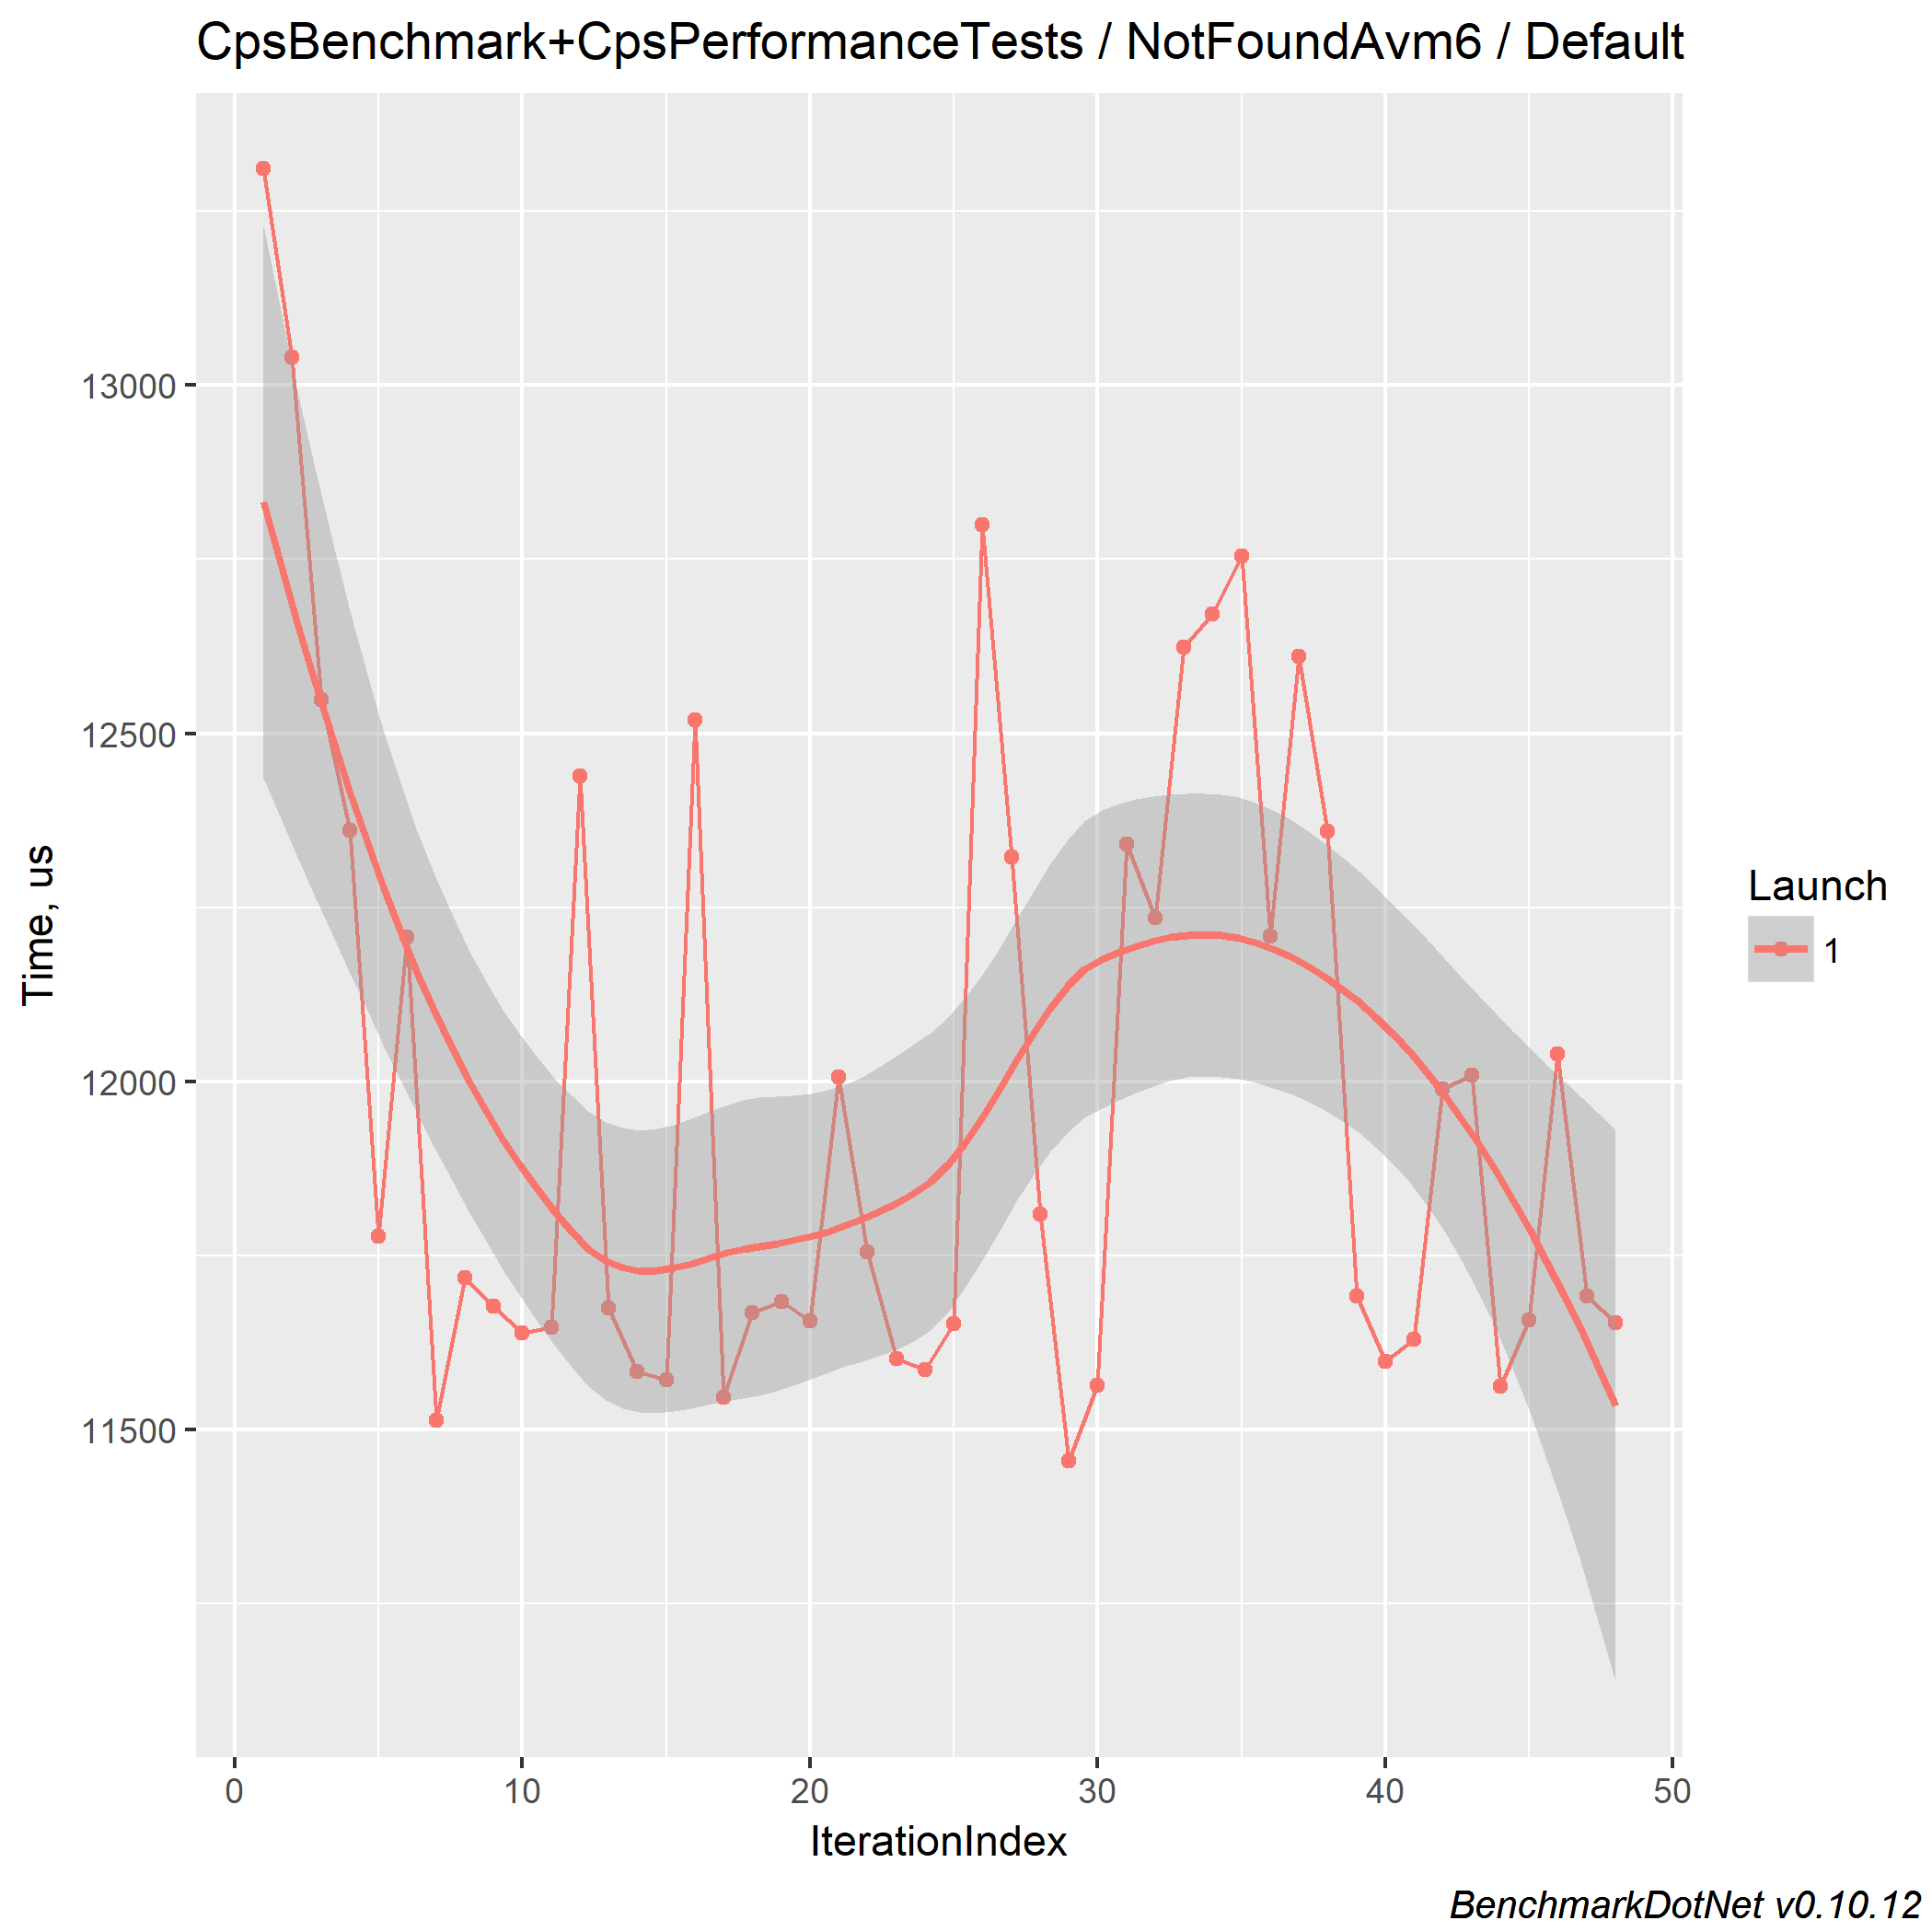 CpsBenchmark+CpsPerformanceTests / NotFoundAvm6 / Default
13000
12500
12000
11500
Time, us
0 10 20 30 40 50
IterationIndex
Launch
1
BenchmarkDotNet v0.10.12